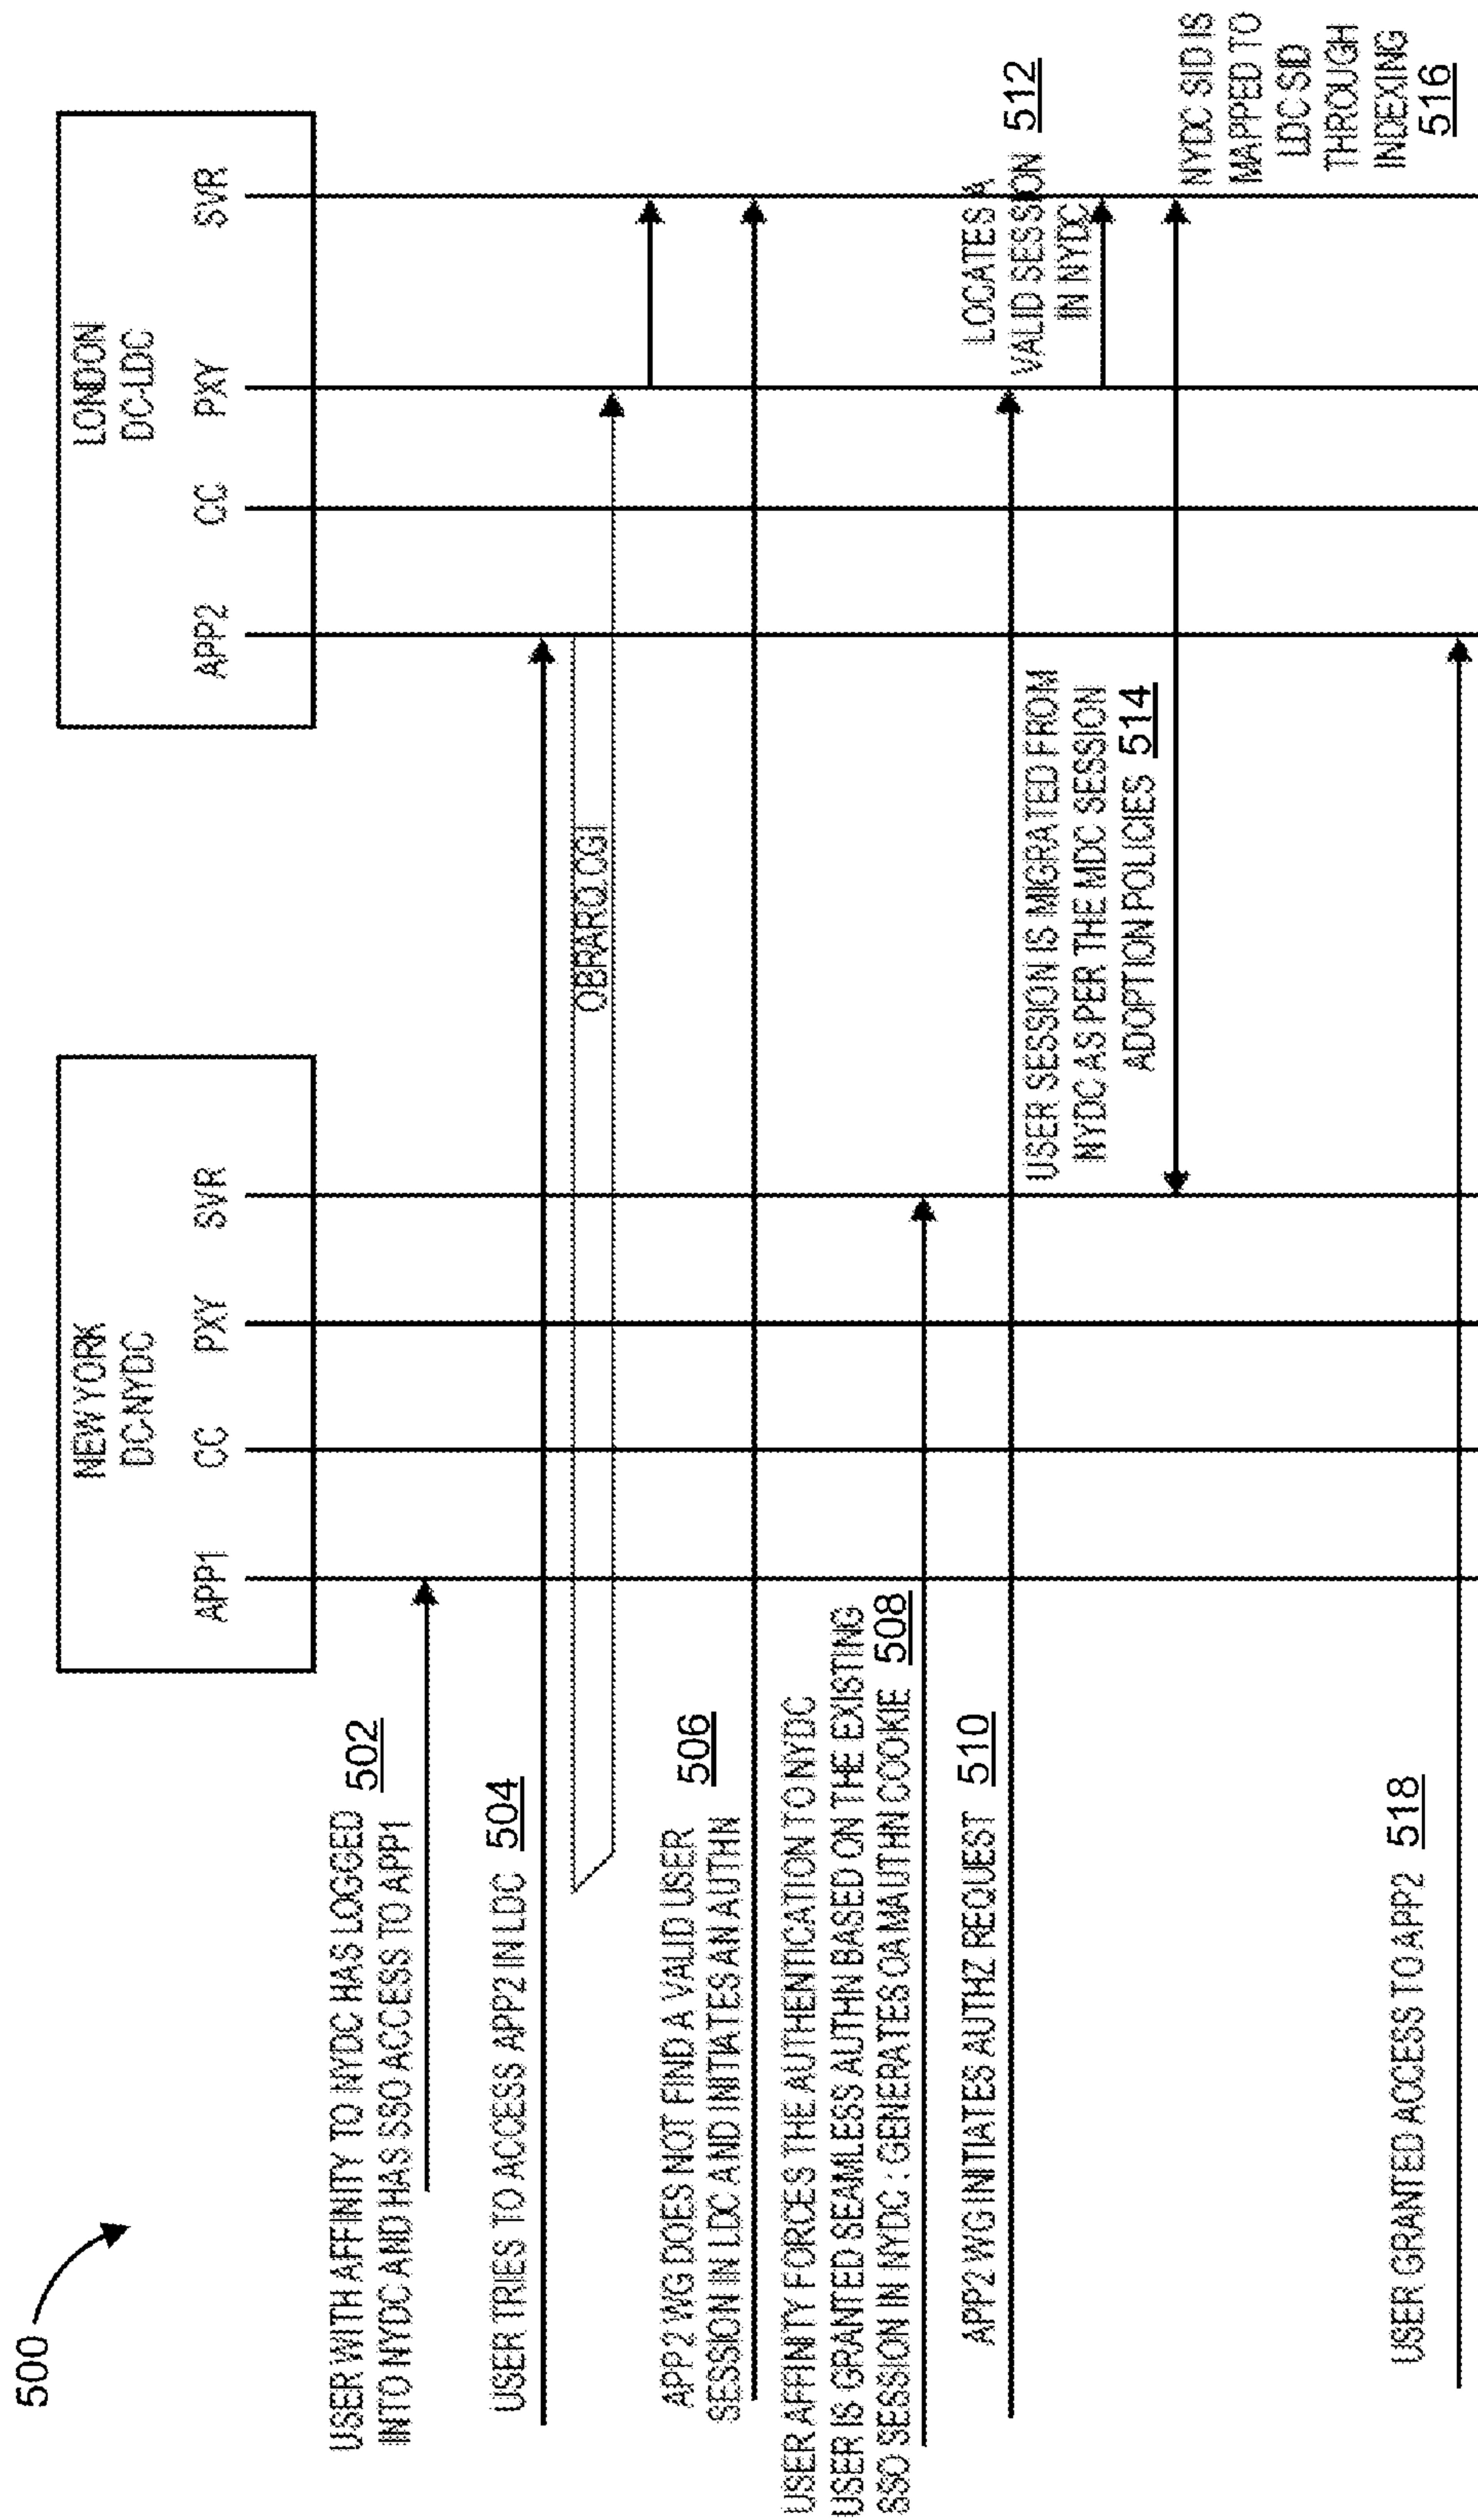 500
NEW YORK
DC-NYDC
APP1 CC PXY SVR
LONDON
DC-LDC
APP2 CC PXY SVR
USER WITH AFFINITY TO NYDC HAS LOGGED
INTO NYDC AND HAS SSO ACCESS TO APP1
502
USER TRIES TO ACCESS APP2 IN LDC 504
OBRARQ.CGI
APP2 WG DOES NOT FIND A VALID USER
SESSION IN LDC AND INITIATES AN AUTHN
506
USER AFFINITY FORCES THE AUTHENTICATION TO NYDC
USER IS GRANTED SEAMLESS AUTHN BASED ON THE EXISTING
SSO SESSION IN NYDC : GENERATES OAM AUTHN COOKIE 508
APP2 WG INITIATES AUTHZ REQUEST 510
LOCATES A
VALID SESSION 512
IN NYDC
USER SESSION IS MIGRATED FROM
NYDC AS PER THE MDC SESSION
ADOPTION POLICIES 514
NYDC SID IS
MAPPED TO
LDC SID
THROUGH
INDEXING
516
USER GRANTED ACCESS TO APP2 518